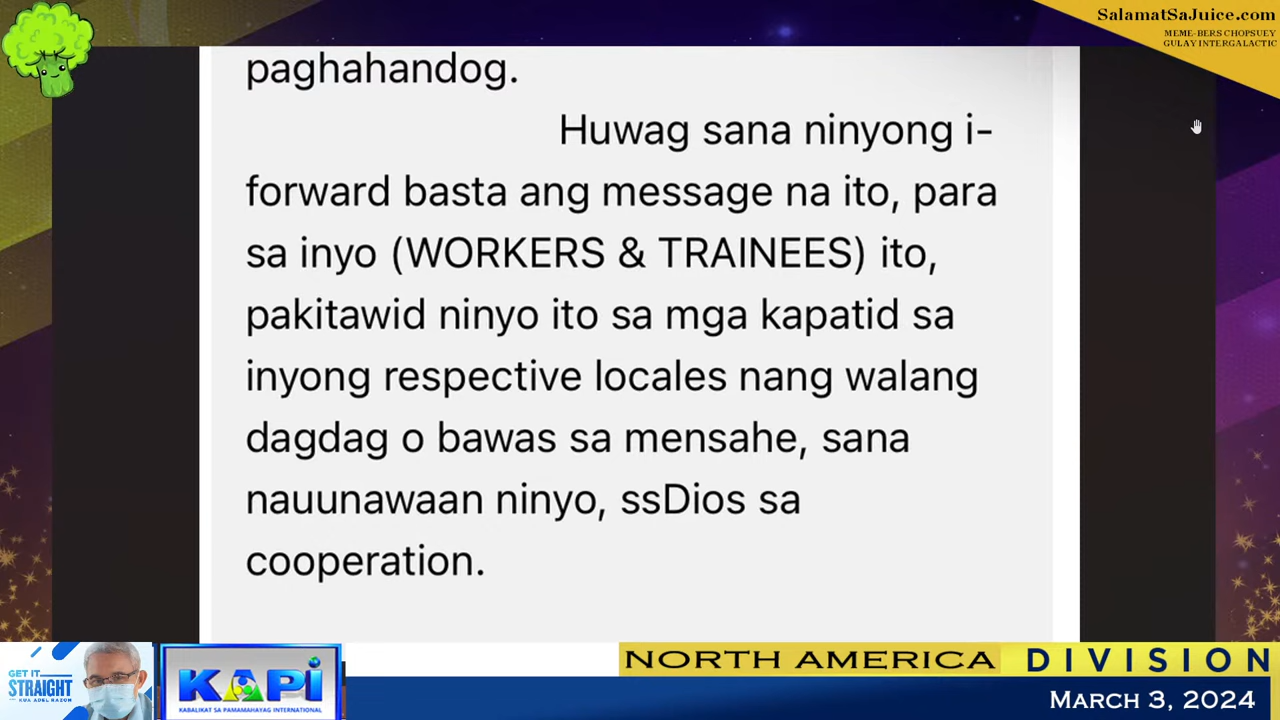 SalamatSaJuice.com
MEME-BERS CHOPSUEY
GULAY INTERGALACTIC
paghahandog.
Huwag sana ninyong i-
forward basta ang message na ito, para
sa inyo (WORKERS & TRAINEES) ito,
pakitawid ninyo ito sa mga kapatid sa
inyong respective locales nang walang
dagdag o bawas sa mensahe, sana
nauunawaan ninyo, ssDios sa
cooperation.
GET IT
STRAIGHT
KAPI
KABALIKAT SA PAMAMAHAYAG INTERNATIONAL
NORTH AMERICA DIVISION
MARCH 3, 2024